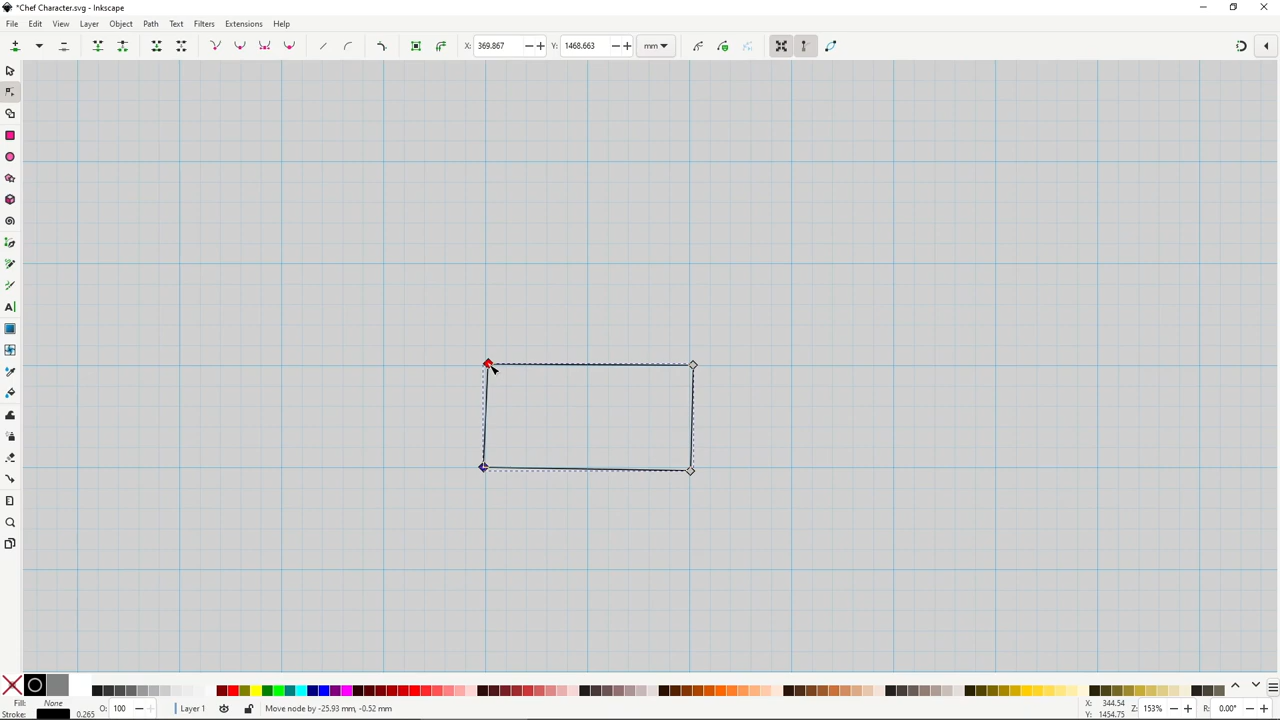 *Chef Character.svg - Inkscape
File Edit View Layer Object Path Text Filters Extensions Help
X: 369.867 Y: 1468.663 mm
Fill: None
Stroke: 0.265
O: 100
Layer 1
Move node by -25.93 mm, -0.52 mm
X: 344.54
Y: 1454.75
Z: 153%
R: 0.00°